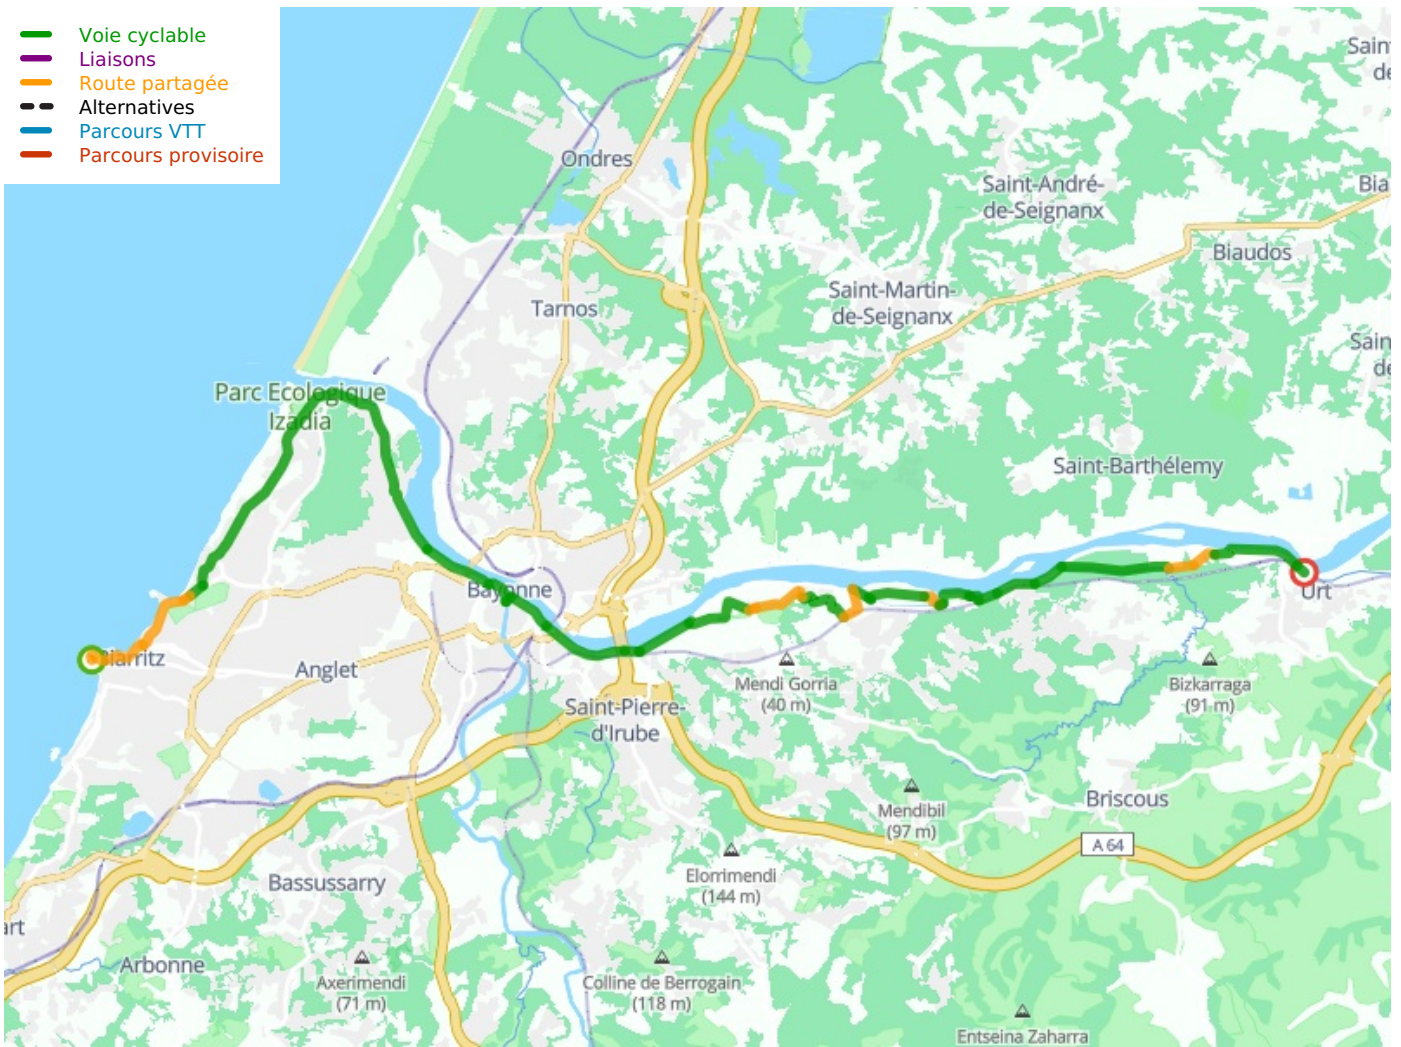 Voie cyclable
Liaisons
Route partagée
Alternatives
Parcours VTT
Parcours provisoire
Ondres
Saint-André-
de-Seignanx
Biaudos
Saint-Martin-
de-Seignanx
Tarnos
Parc Ecologique
Izadia
Saint-Barthélemy
Bayonne
Urt
Biarritz
Anglet
Mendi Gorria
(40 m)
Bizkarraga
(91 m)
Saint-Pierre-
d'Irube
Mendibil
(97 m)
Briscous
A 64
Elorrimendi
(144 m)
Bassussarry
Arbonne
Axerimendi
(71 m)
Colline de Berrogain
(118 m)
Entseina Zaharra